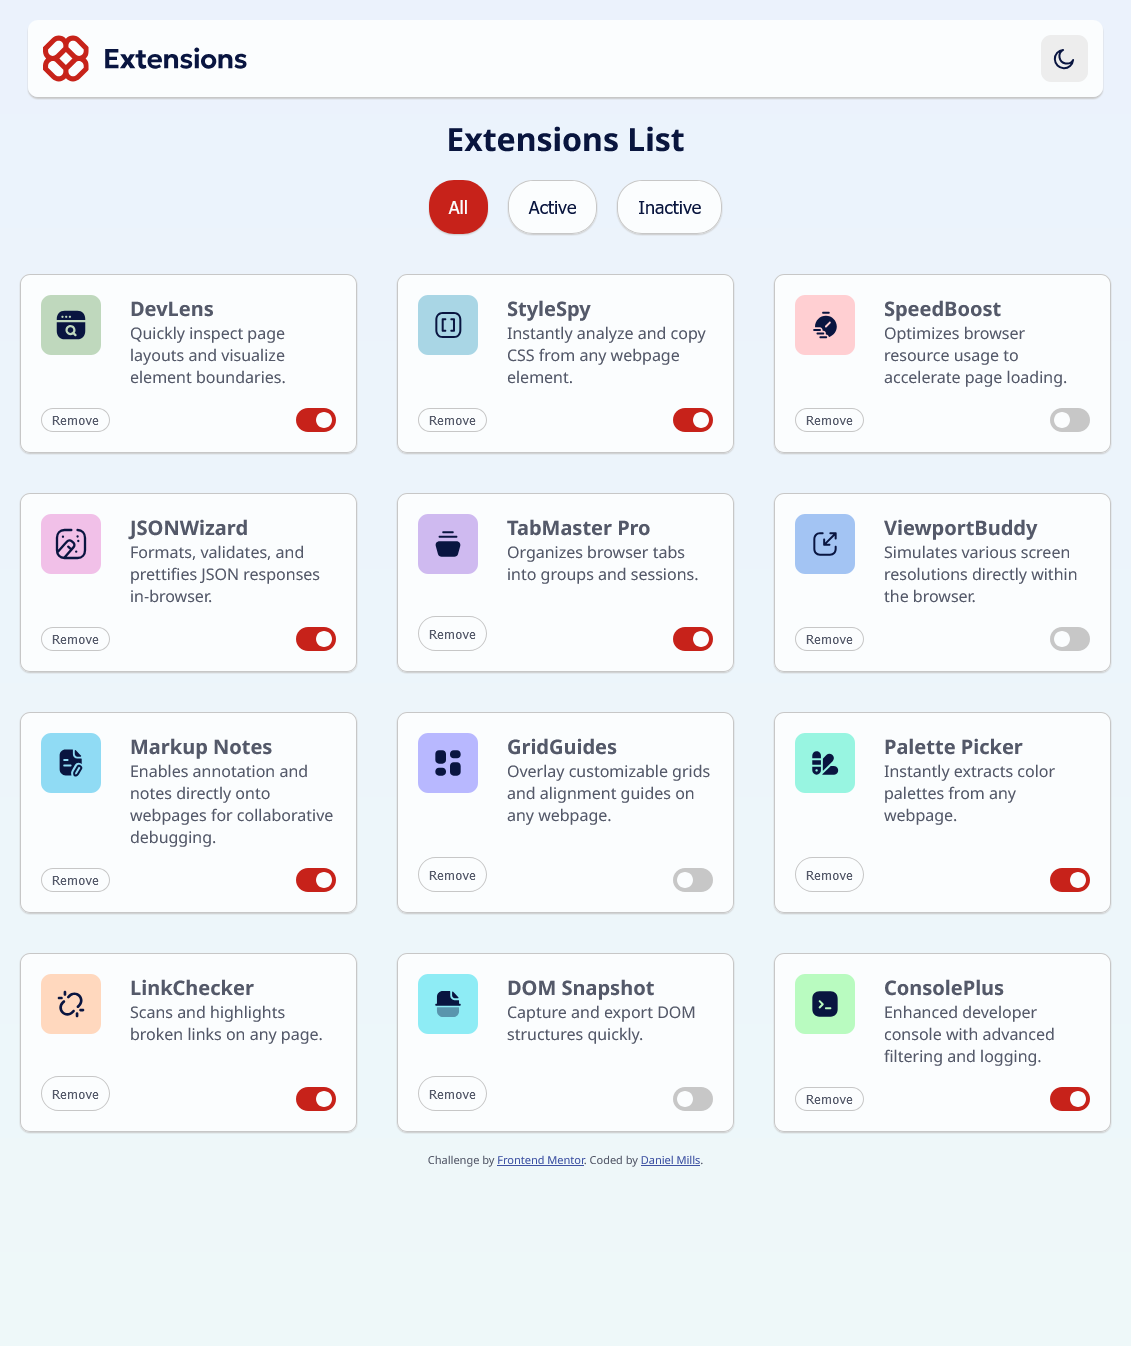 Extensions
Extensions List
All
Active
Inactive
DevLens
Quickly inspect page
layouts and visualize
element boundaries.
Remove
StyleSpy
Instantly analyze and copy
CSS from any webpage
element.
Remove
SpeedBoost
Optimizes browser
resource usage to
accelerate page loading.
Remove
JSONWizard
Formats, validates, and
prettifies JSON responses
in-browser.
Remove
TabMaster Pro
Organizes browser tabs
into groups and sessions.
Remove
ViewportBuddy
Simulates various screen
resolutions directly within
the browser.
Remove
Markup Notes
Enables annotation and
notes directly onto
webpages for collaborative
debugging.
Remove
GridGuides
Overlay customizable grids
and alignment guides on
any webpage.
Remove
Palette Picker
Instantly extracts color
palettes from any
webpage.
Remove
LinkChecker
Scans and highlights
broken links on any page.
Remove
DOM Snapshot
Capture and export DOM
structures quickly.
Remove
ConsolePlus
Enhanced developer
console with advanced
filtering and logging.
Remove
Challenge by Frontend Mentor. Coded by Daniel Mills.